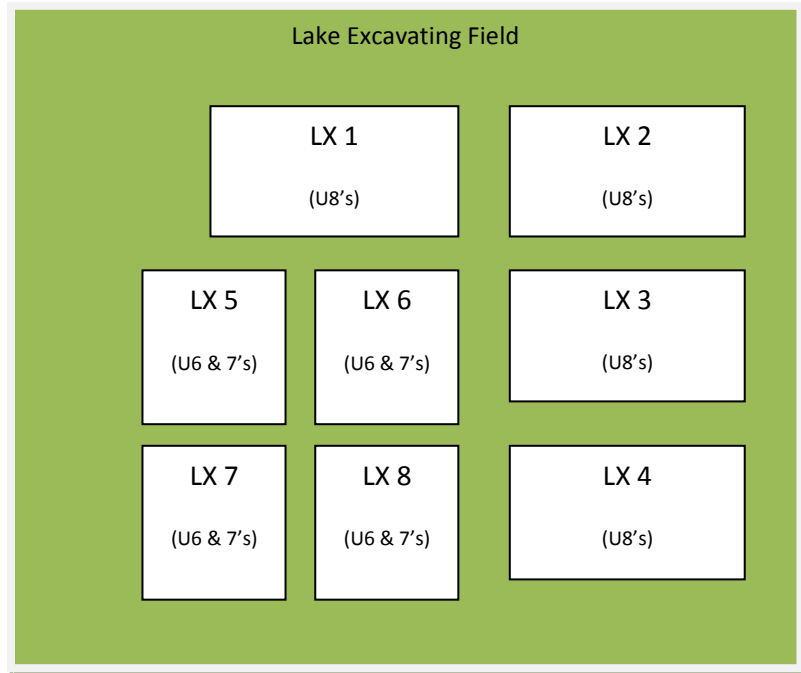 Lake Excavating Field
LX 1
(U8’s)
LX 2
(U8’s)
LX 5
(U6 & 7’s)
LX 6
(U6 & 7’s)
LX 3
(U8’s)
LX 7
(U6 & 7’s)
LX 8
(U6 & 7’s)
LX 4
(U8’s)